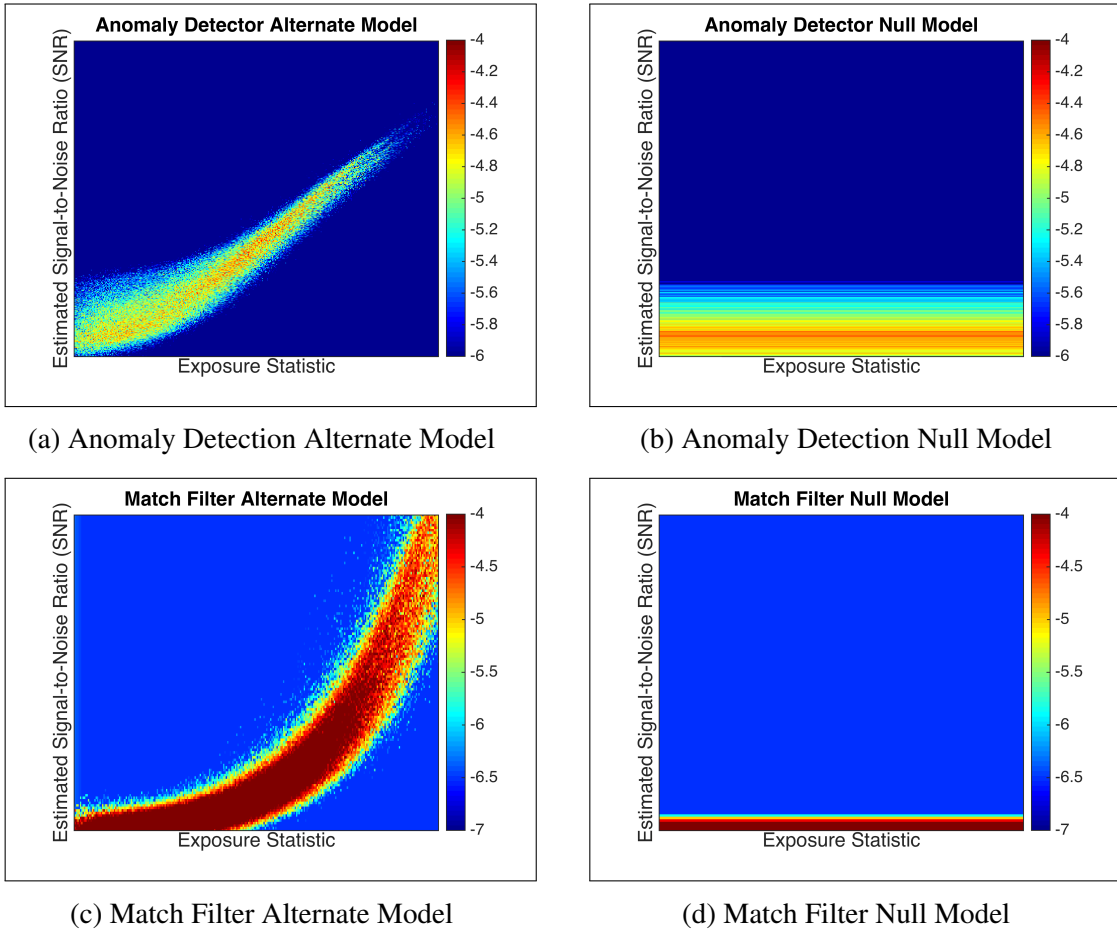 Anomaly Detector Alternate Model
Estimated Signal-to-Noise Ratio (SNR)
Exposure Statistic
-4
-4.2
-4.4
-4.6
-4.8
-5
-5.2
-5.4
-5.6
-5.8
-6
(a) Anomaly Detection Alternate Model
Anomaly Detector Null Model
Estimated Signal-to-Noise Ratio (SNR)
Exposure Statistic
-4
-4.2
-4.4
-4.6
-4.8
-5
-5.2
-5.4
-5.6
-5.8
-6
(b) Anomaly Detection Null Model
Match Filter Alternate Model
Estimated Signal-to-Noise Ratio (SNR)
Exposure Statistic
-4
-4.5
-5
-5.5
-6
-6.5
-7
(c) Match Filter Alternate Model
Match Filter Null Model
Estimated Signal-to-Noise Ratio (SNR)
Exposure Statistic
-4
-4.5
-5
-5.5
-6
-6.5
-7
(d) Match Filter Null Model